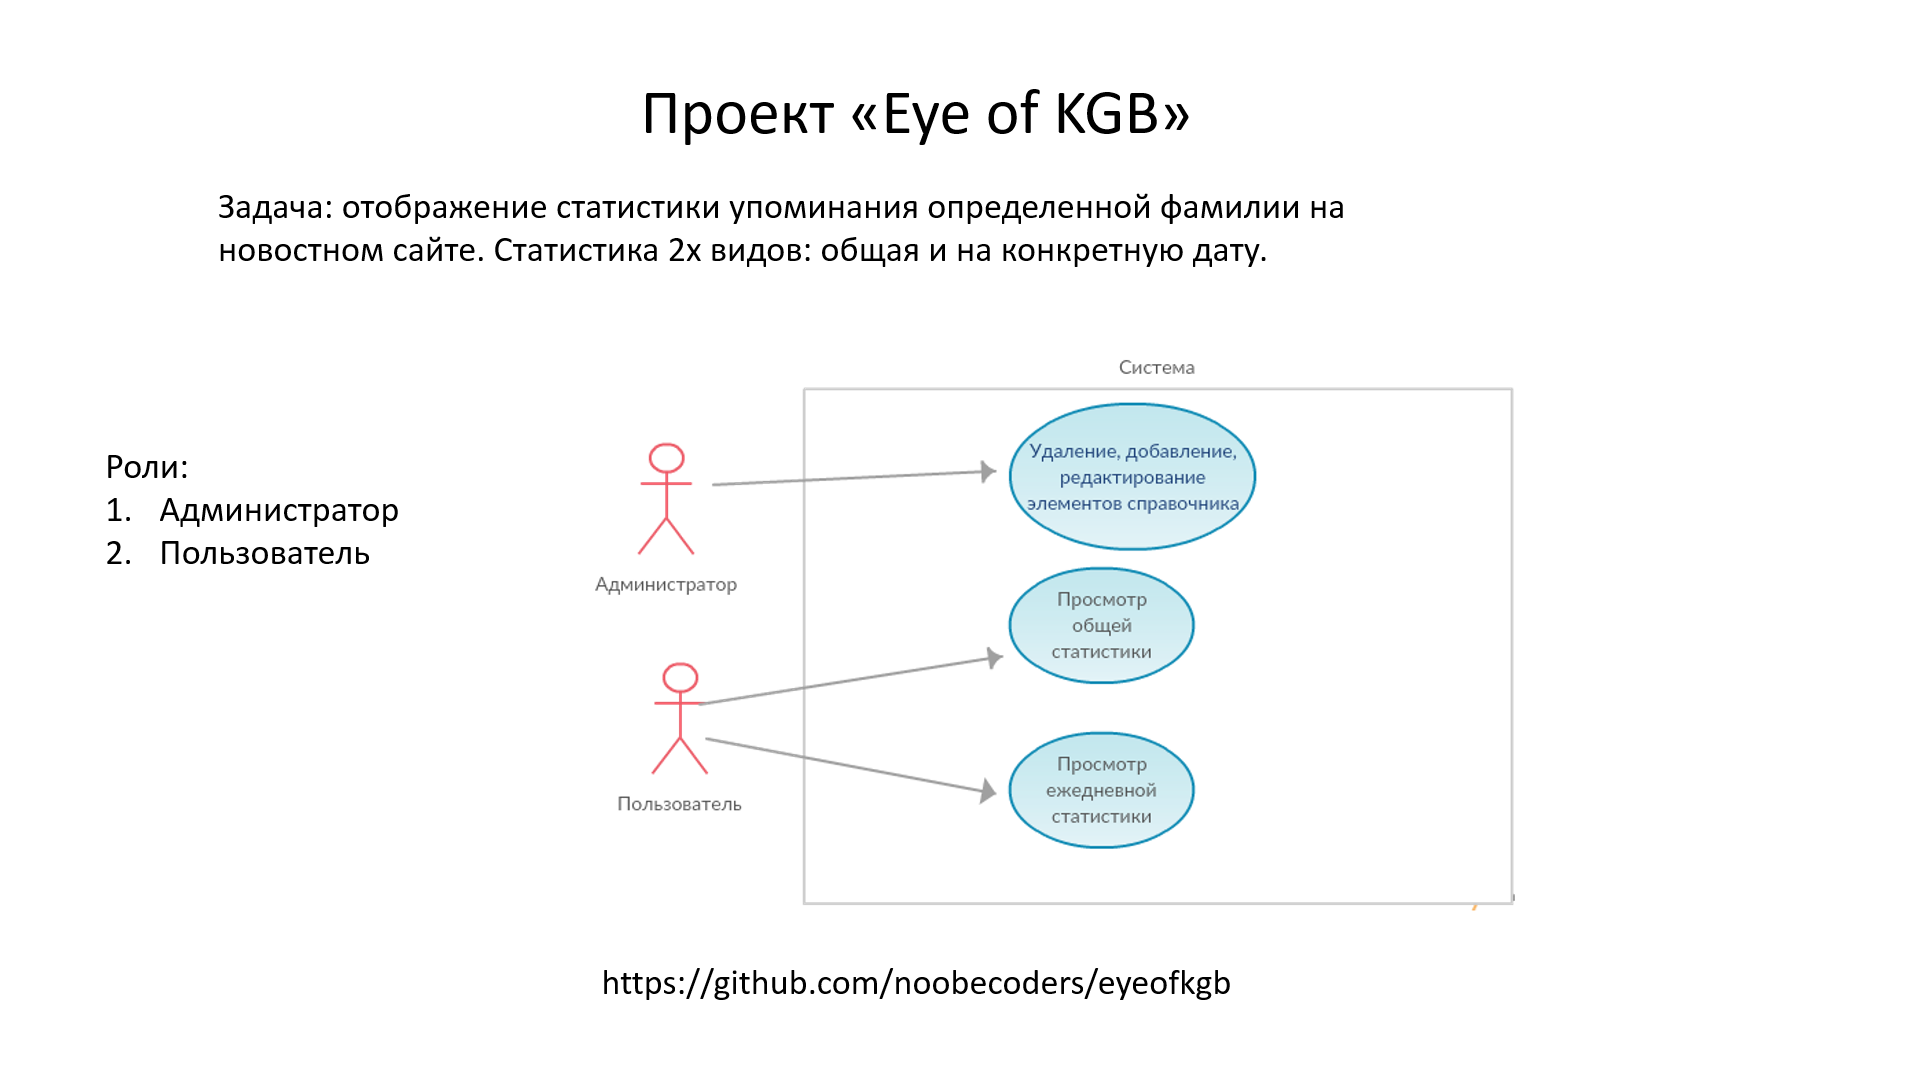 Проект «Eye of KGB»
Задача: отображение статистики упоминания определенной фамилии на
новостном сайте. Статистика 2х видов: общая и на конкретную дату.
Роли:
1. Администратор
2. Пользователь
Система
Администратор
Удаление, добавление,
редактирование
элементов справочника
Просмотр
общей
статистики
Пользователь
Просмотр
ежедневной
статистики
https://github.com/noobecoders/eyeofkgb